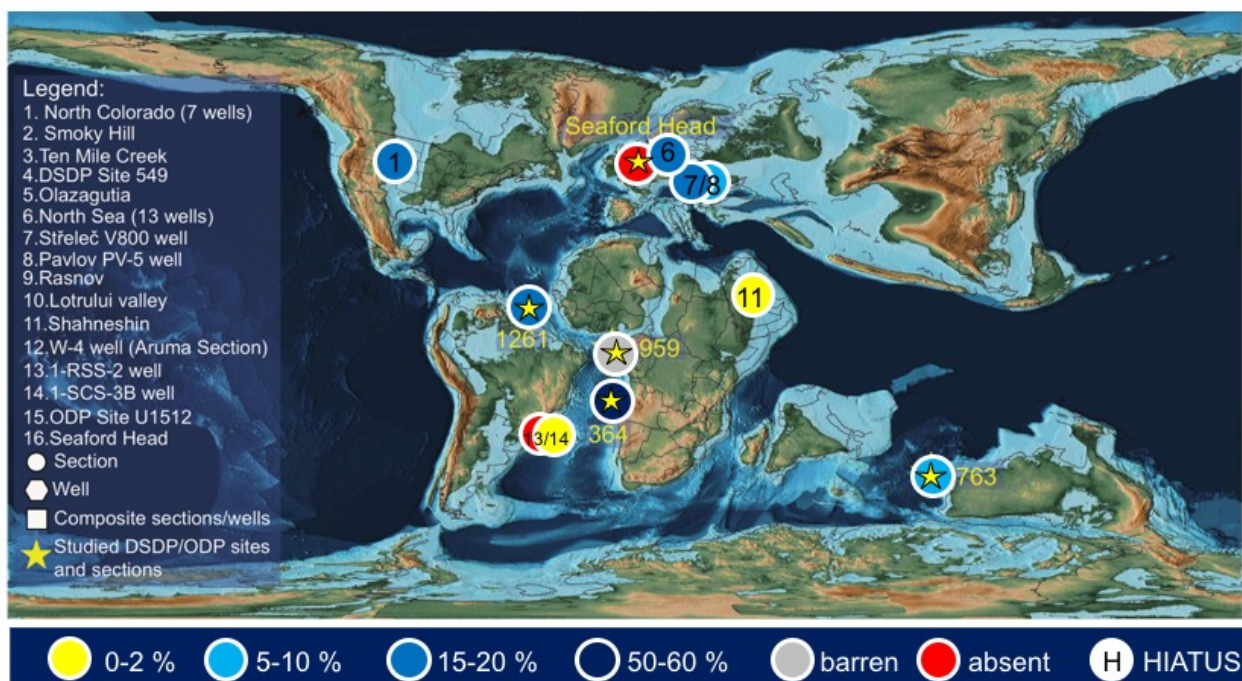 Legend:
1. North Colorado (7 wells)
2. Smoky Hill
3.Ten Mile Creek
4.DSDP Site 549
5.Olazagutia
6.North Sea (13 wells)
7.Střeleč V800 well
8.Pavlov PV-5 well
9.Rasnov
10.Lotrului valley
11.Shahneshin
12.W-4 well (Aruma Section)
13.1-RSS-2 well
14.1-SCS-3B well
15.ODP Site U1512
16.Seaford Head
Section
Well
Composite sections/wells
Studied DSDP/ODP sites
and sections
Seaford Head
1
6
7/8
11
1261
959
364
13/14
763
0-2 %
5-10 %
15-20 %
50-60 %
barren
absent
H HIATUS